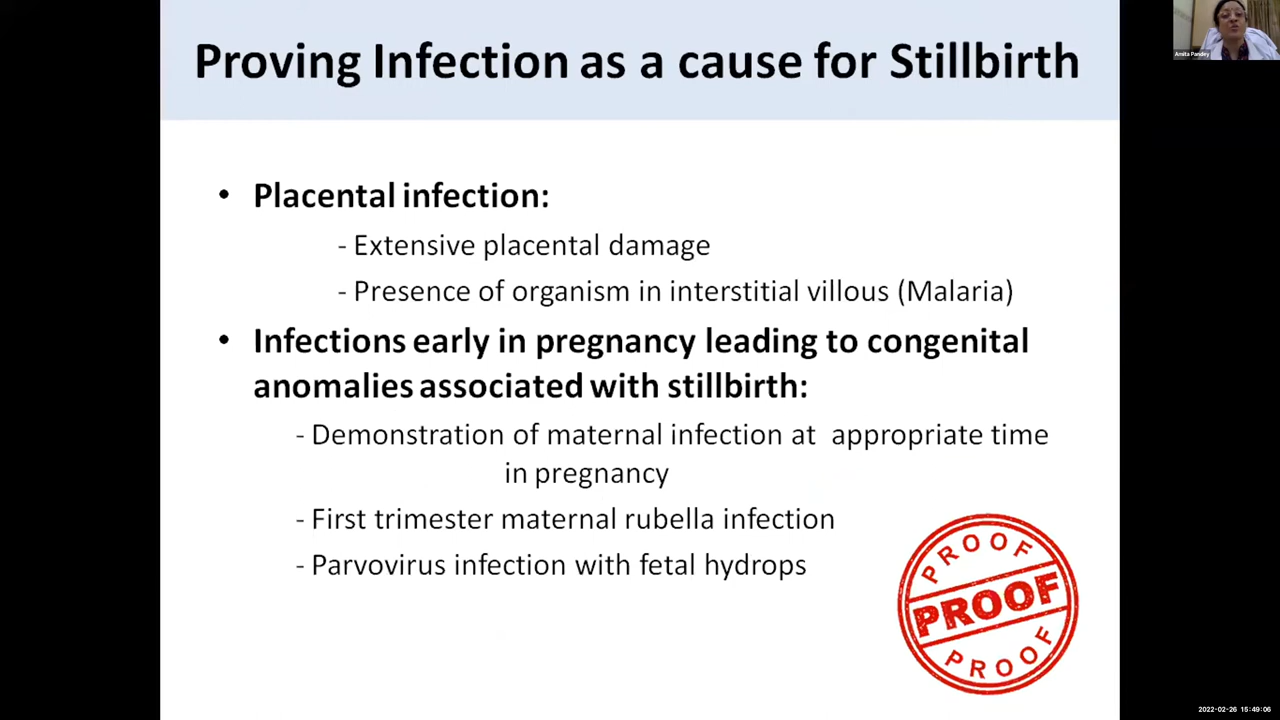 Proving Infection as a cause for Stillbirth
Anita Pandey
• Placental infection:
- Extensive placental damage
- Presence of organism in interstitial villous (Malaria)
• Infections early in pregnancy leading to congenital
anomalies associated with stillbirth:
- Demonstration of maternal infection at appropriate time
in pregnancy
- First trimester maternal rubella infection
- Parvovirus infection with fetal hydrops
PROOF
PROOF
PROOF
2022-02-26 15:49:06